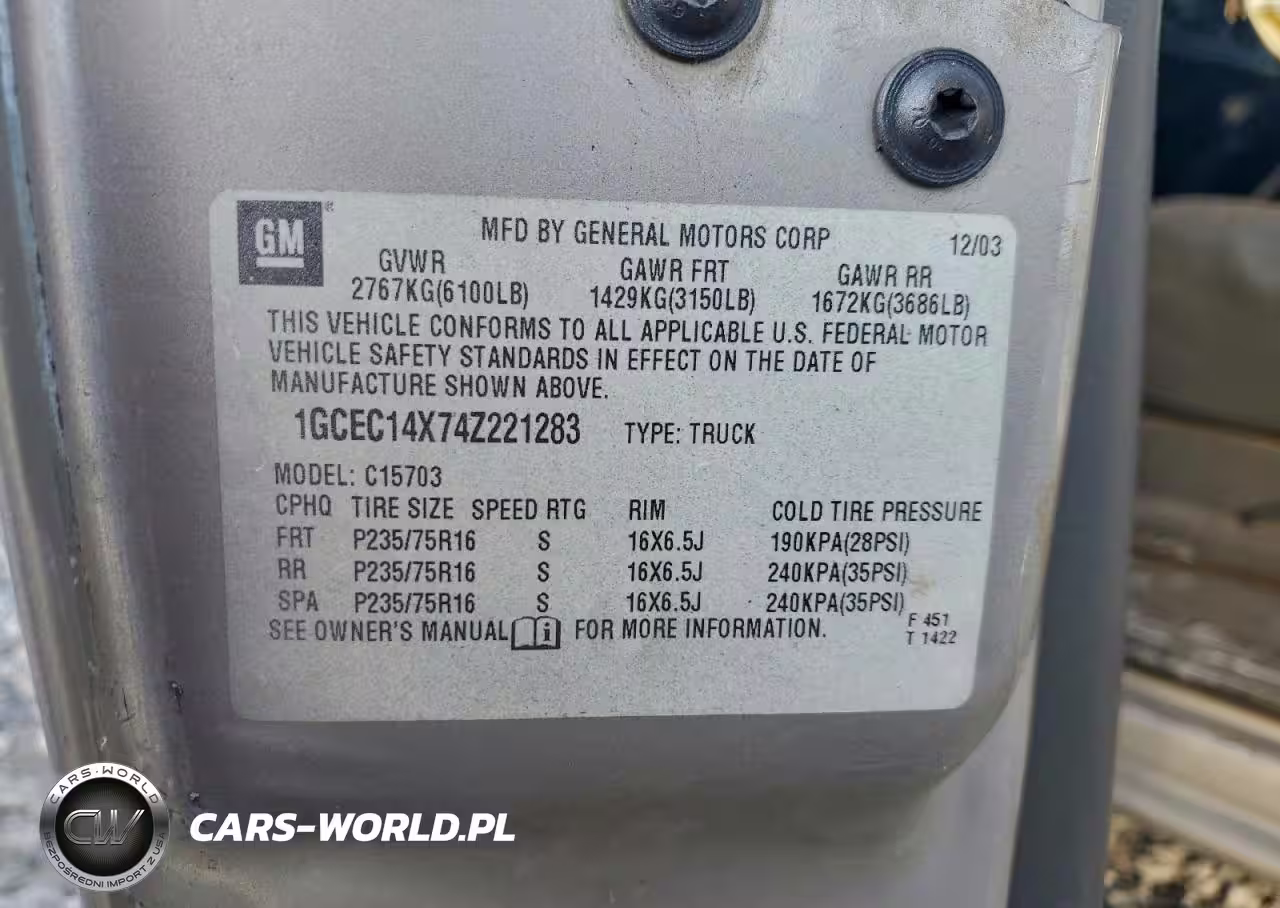 GM
MFD BY GENERAL MOTORS CORP 12/03
GVWR GAWR FRT GAWR RR
2767KG(6100LB) 1429KG(3150LB) 1672KG(3686LB)
THIS VEHICLE CONFORMS TO ALL APPLICABLE U.S. FEDERAL MOTOR
VEHICLE SAFETY STANDARDS IN EFFECT ON THE DATE OF
MANUFACTURE SHOWN ABOVE.
1GCEC14X74Z221283 TYPE: TRUCK
MODEL: C15703
CPHQ TIRE SIZE SPEED RTG RIM COLD TIRE PRESSURE
FRT P235/75R16 S 16X6.5J 190KPA(28PSI)
RR P235/75R16 S 16X6.5J 240KPA(35PSI)
SPA P235/75R16 S 16X6.5J 240KPA(35PSI)
SEE OWNER'S MANUAL i FOR MORE INFORMATION.
F 451
T 1422
CARS-WORLD
CW
BEZPOŚREDNI IMPORT Z USA
CARS-WORLD.PL